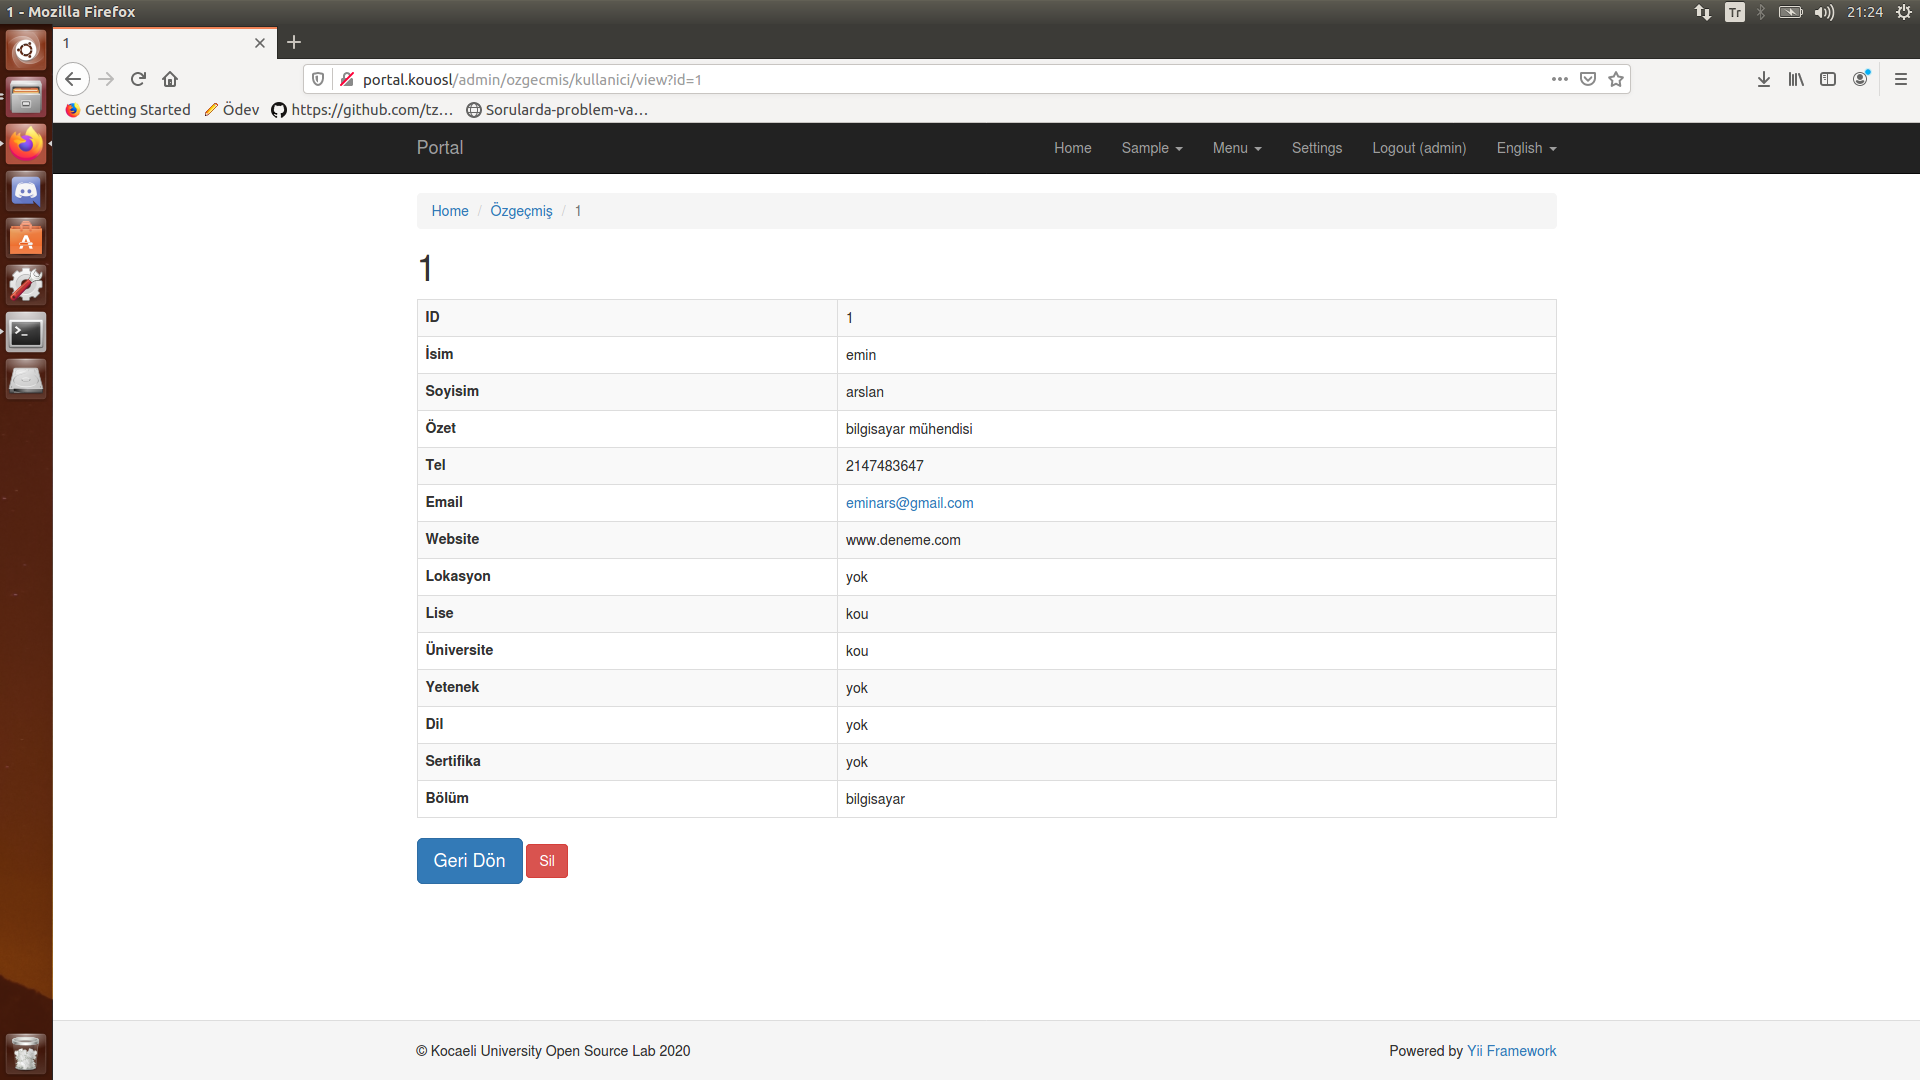 1 - Mozilla Firefox
Tr
21:24
1
portal.kouosl/admin/ozgecmis/kullanici/view?id=1
Getting Started
Ödev
https://github.com/tz…
Sorularda-problem-va…
Portal
Home
Sample
Menu
Settings
Logout (admin)
English
Home / Özgeçmiş / 1
1
ID 1
İsim emin
Soyisim arslan
Özet bilgisayar mühendisi
Tel 2147483647
Email eminars@gmail.com
Website www.deneme.com
Lokasyon yok
Lise kou
Üniversite kou
Yetenek yok
Dil yok
Sertifika yok
Bölüm bilgisayar
Geri Dön
Sil
© Kocaeli University Open Source Lab 2020
Powered by Yii Framework